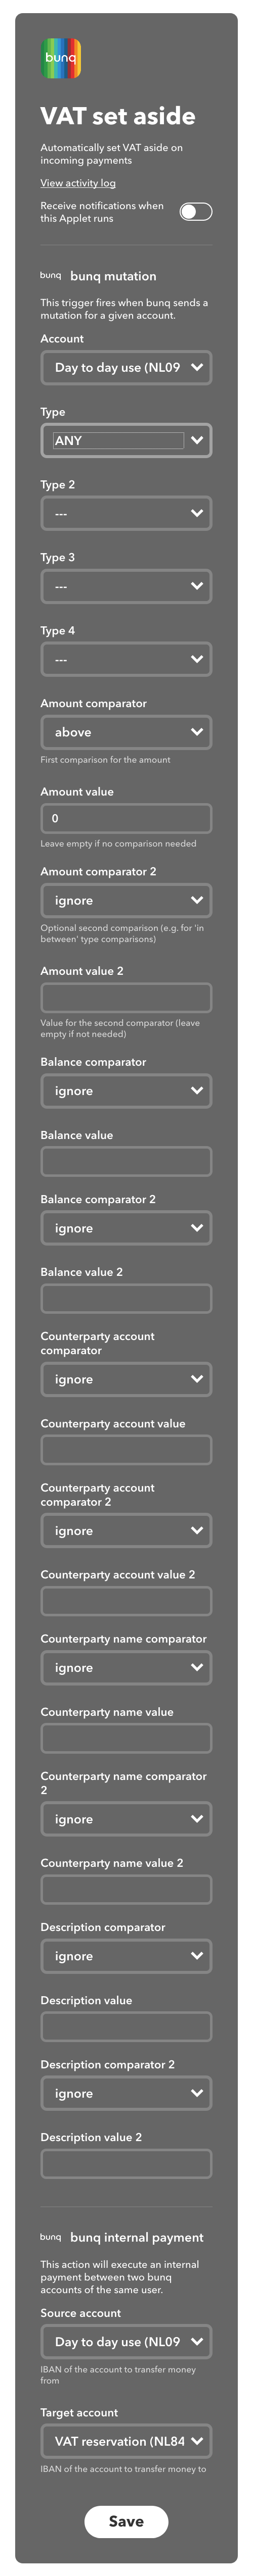 bunq
VAT set aside
Automatically set VAT aside on
incoming payments
View activity log
Receive notifications when
this Applet runs
bunq bunq mutation
This trigger fires when bunq sends a
mutation for a given account.
Account
Day to day use (NL09
Type
ANY
Type 2
---
Type 3
---
Type 4
---
Amount comparator
above
First comparison for the amount
Amount value
0
Leave empty if no comparison needed
Amount comparator 2
ignore
Optional second comparison (e.g. for 'in
between' type comparisons)
Amount value 2
Value for the second comparator (leave
empty if not needed)
Balance comparator
ignore
Balance value
Balance comparator 2
ignore
Balance value 2
Counterparty account
comparator
ignore
Counterparty account value
Counterparty account
comparator 2
ignore
Counterparty account value 2
Counterparty name comparator
ignore
Counterparty name value
Counterparty name comparator
2
ignore
Counterparty name value 2
Description comparator
ignore
Description value
Description comparator 2
ignore
Description value 2
bunq bunq internal payment
This action will execute an internal
payment between two bunq
accounts of the same user.
Source account
Day to day use (NL09
IBAN of the account to transfer money
from
Target account
VAT reservation (NL84
IBAN of the account to transfer money to
Save